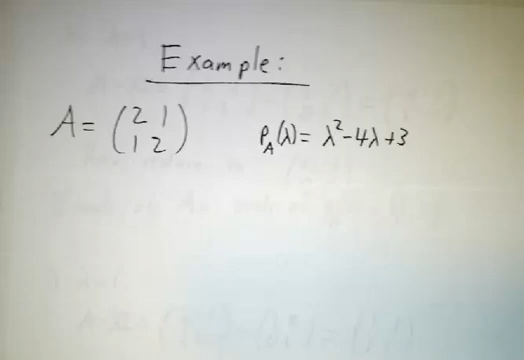 Example:
A = (2 1
1 2) P_A(λ) = λ² - 4λ + 3